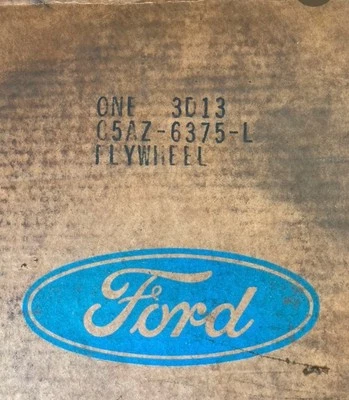 ONE 3D13
C5AZ-6375-L
FLYWHEEL
Ford